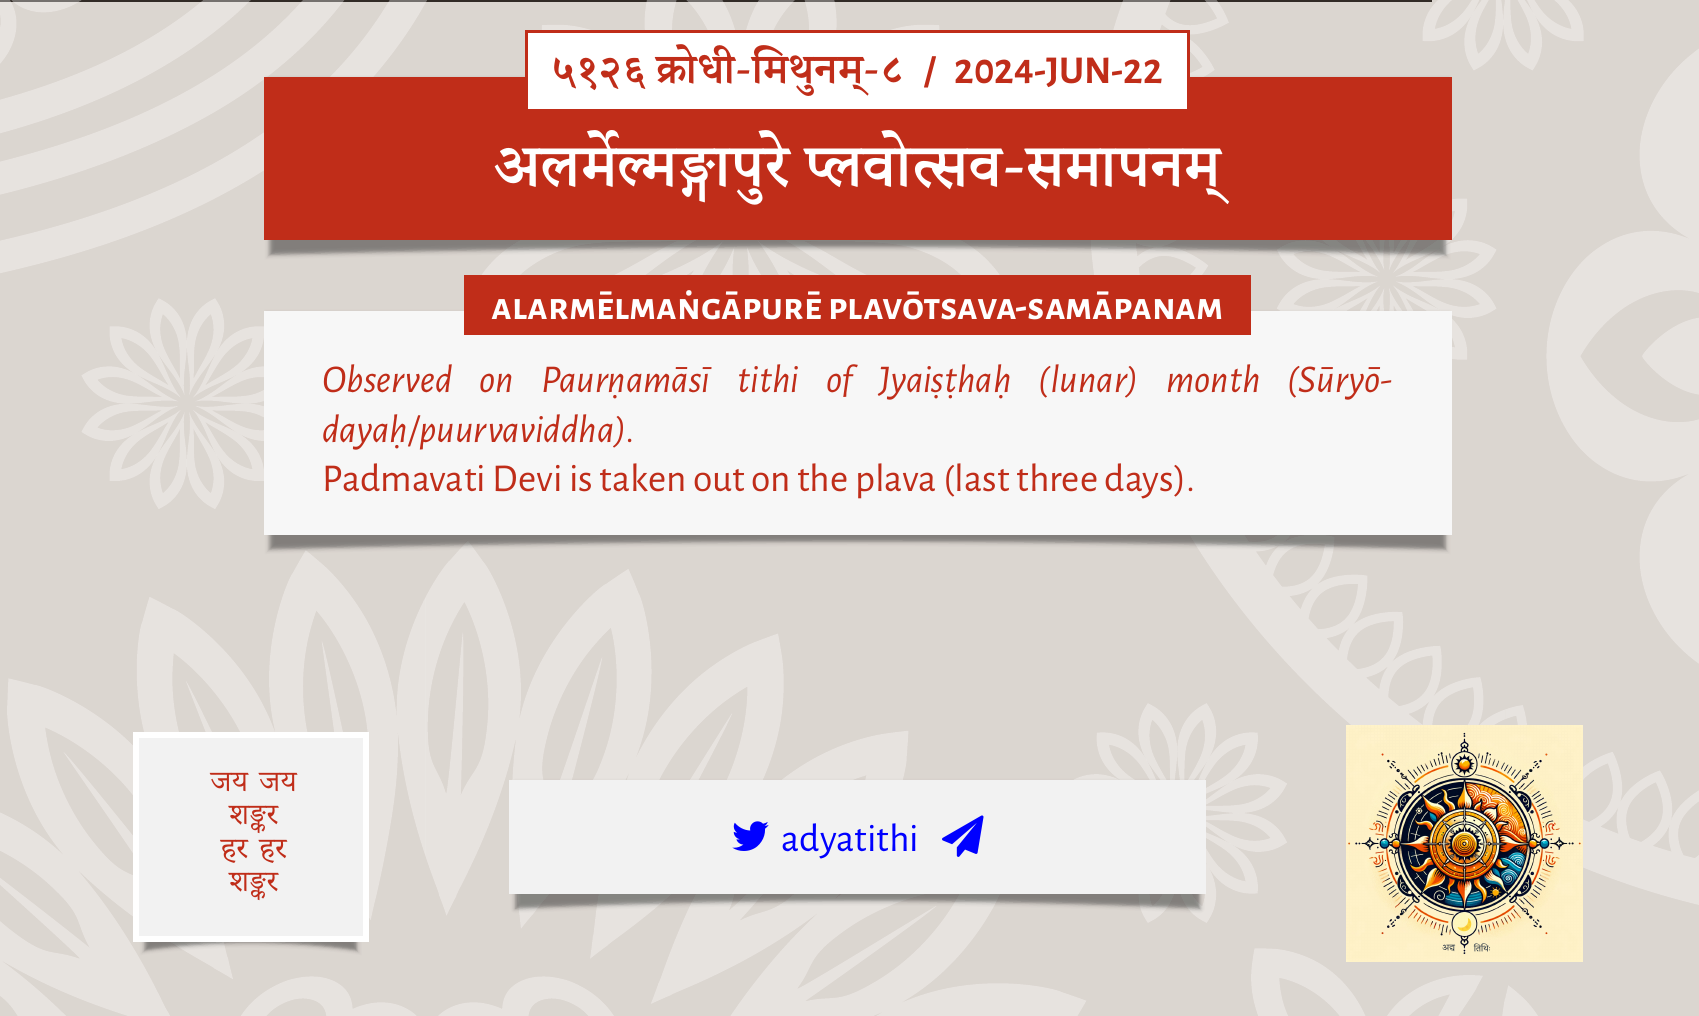 ५१२६ क्रोधी-मिथुनम्-८ / 2024-JUN-22
अलर्मेल्मङ्गापुरे प्लवोत्सव-समापनम्
ALARMĒLMAṄGĀPURĒ PLAVŌTSAVA-SAMĀPANAM
Observed on Paurṇamāsī tithi of Jyaiṣṭhaḥ (lunar) month (Sūryō-
dayaḥ/puurvaviddha).
Padmavati Devi is taken out on the plava (last three days).
जय जय
शङ्कर
हर हर
शङ्कर
adyatithi
अद्य तिथिः